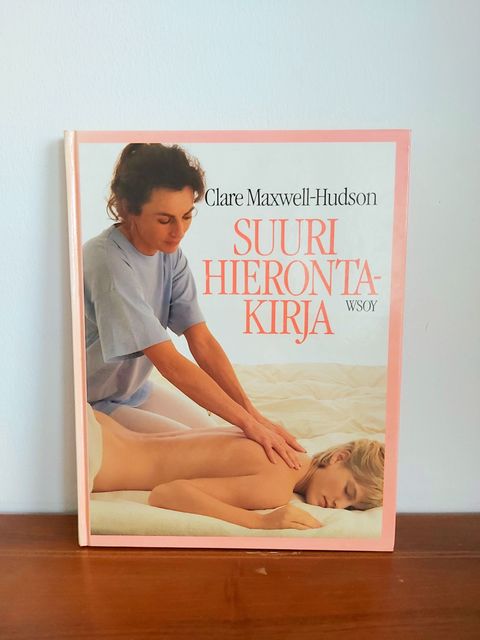 Clare Maxwell-Hudson
SUURI
HIERONTA-
WSOY
KIRJA